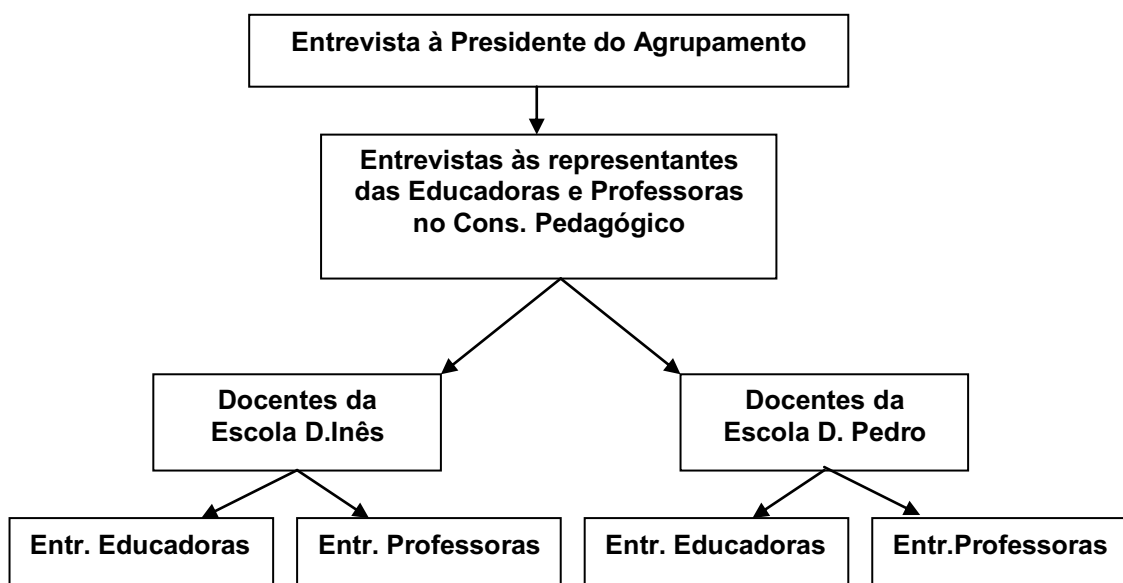 Entrevista à Presidente do Agrupamento
Entrevistas às representantes
das Educadoras e Professoras
no Cons. Pedagógico
Docentes da
Escola D.Inês
Docentes da
Escola D. Pedro
Entr. Educadoras
Entr. Professoras
Entr. Educadoras
Entr.Professoras